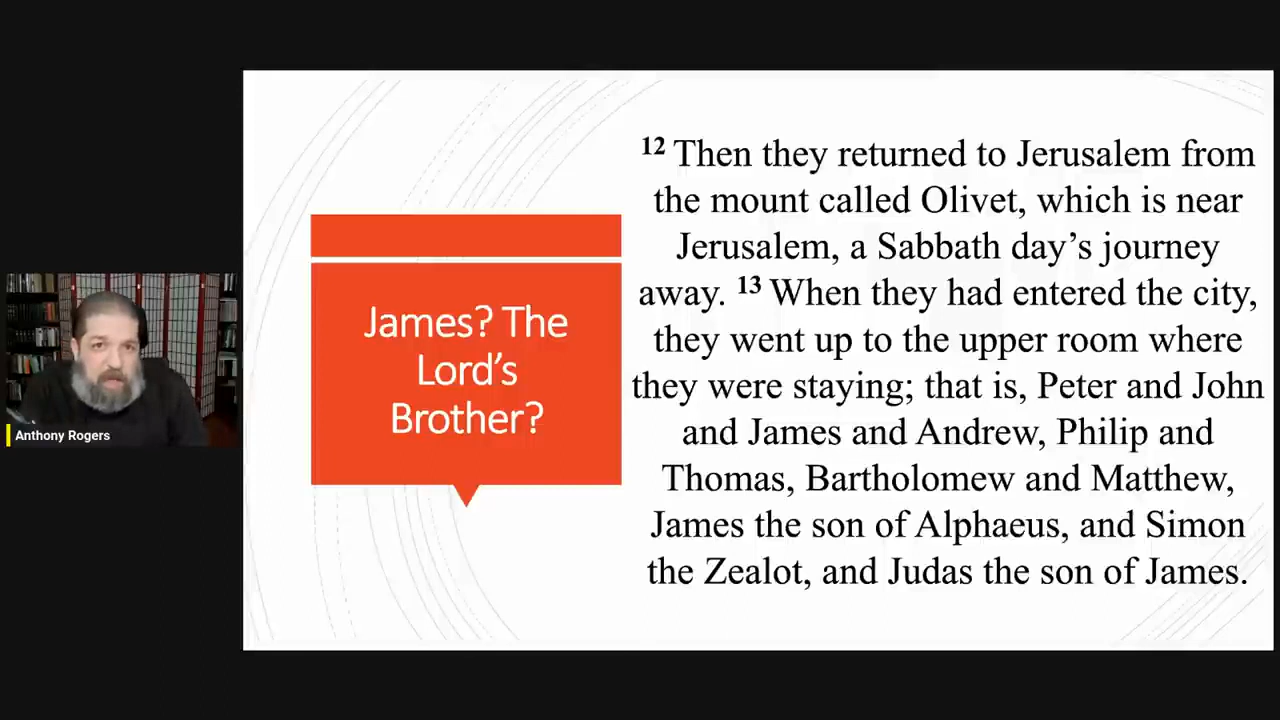 James? The
Lord's
Brother?
12 Then they returned to Jerusalem from
the mount called Olivet, which is near
Jerusalem, a Sabbath day’s journey
away. 13 When they had entered the city,
they went up to the upper room where
they were staying; that is, Peter and John
and James and Andrew, Philip and
Thomas, Bartholomew and Matthew,
James the son of Alphaeus, and Simon
the Zealot, and Judas the son of James.
Anthony Rogers